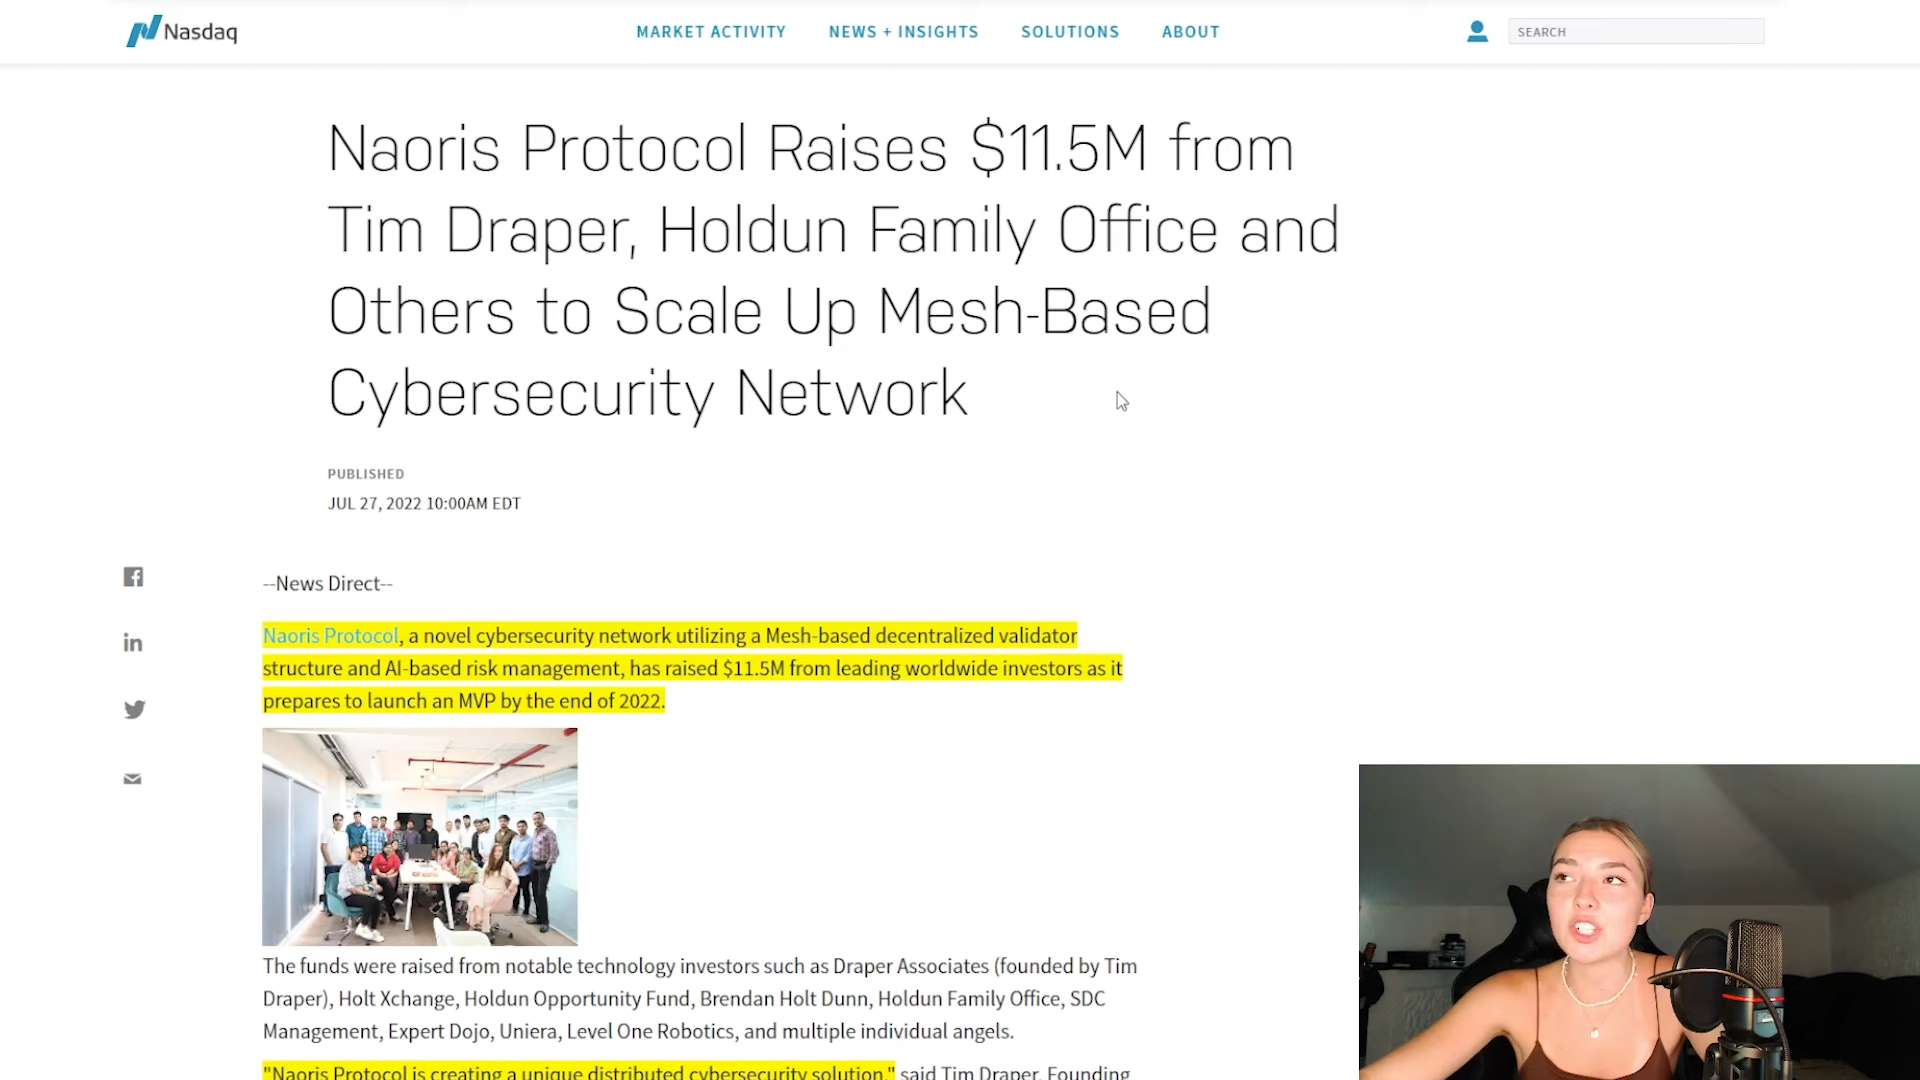 Nasdaq
MARKET ACTIVITY NEWS + INSIGHTS SOLUTIONS ABOUT
SEARCH
Naoris Protocol Raises $11.5M from
Tim Draper, Holdun Family Office and
Others to Scale Up Mesh-Based
Cybersecurity Network
PUBLISHED
JUL 27, 2022 10:00AM EDT
--News Direct--
Naoris Protocol, a novel cybersecurity network utilizing a Mesh-based decentralized validator
structure and AI-based risk management, has raised $11.5M from leading worldwide investors as it
prepares to launch an MVP by the end of 2022.
The funds were raised from notable technology investors such as Draper Associates (founded by Tim
Draper), Holt Xchange, Holdun Opportunity Fund, Brendan Holt Dunn, Holdun Family Office, SDC
Management, Expert Dojo, Uniera, Level One Robotics, and multiple individual angels.
"Naoris Protocol is creating a unique distributed cybersecurity solution," said Tim Draper, Founding